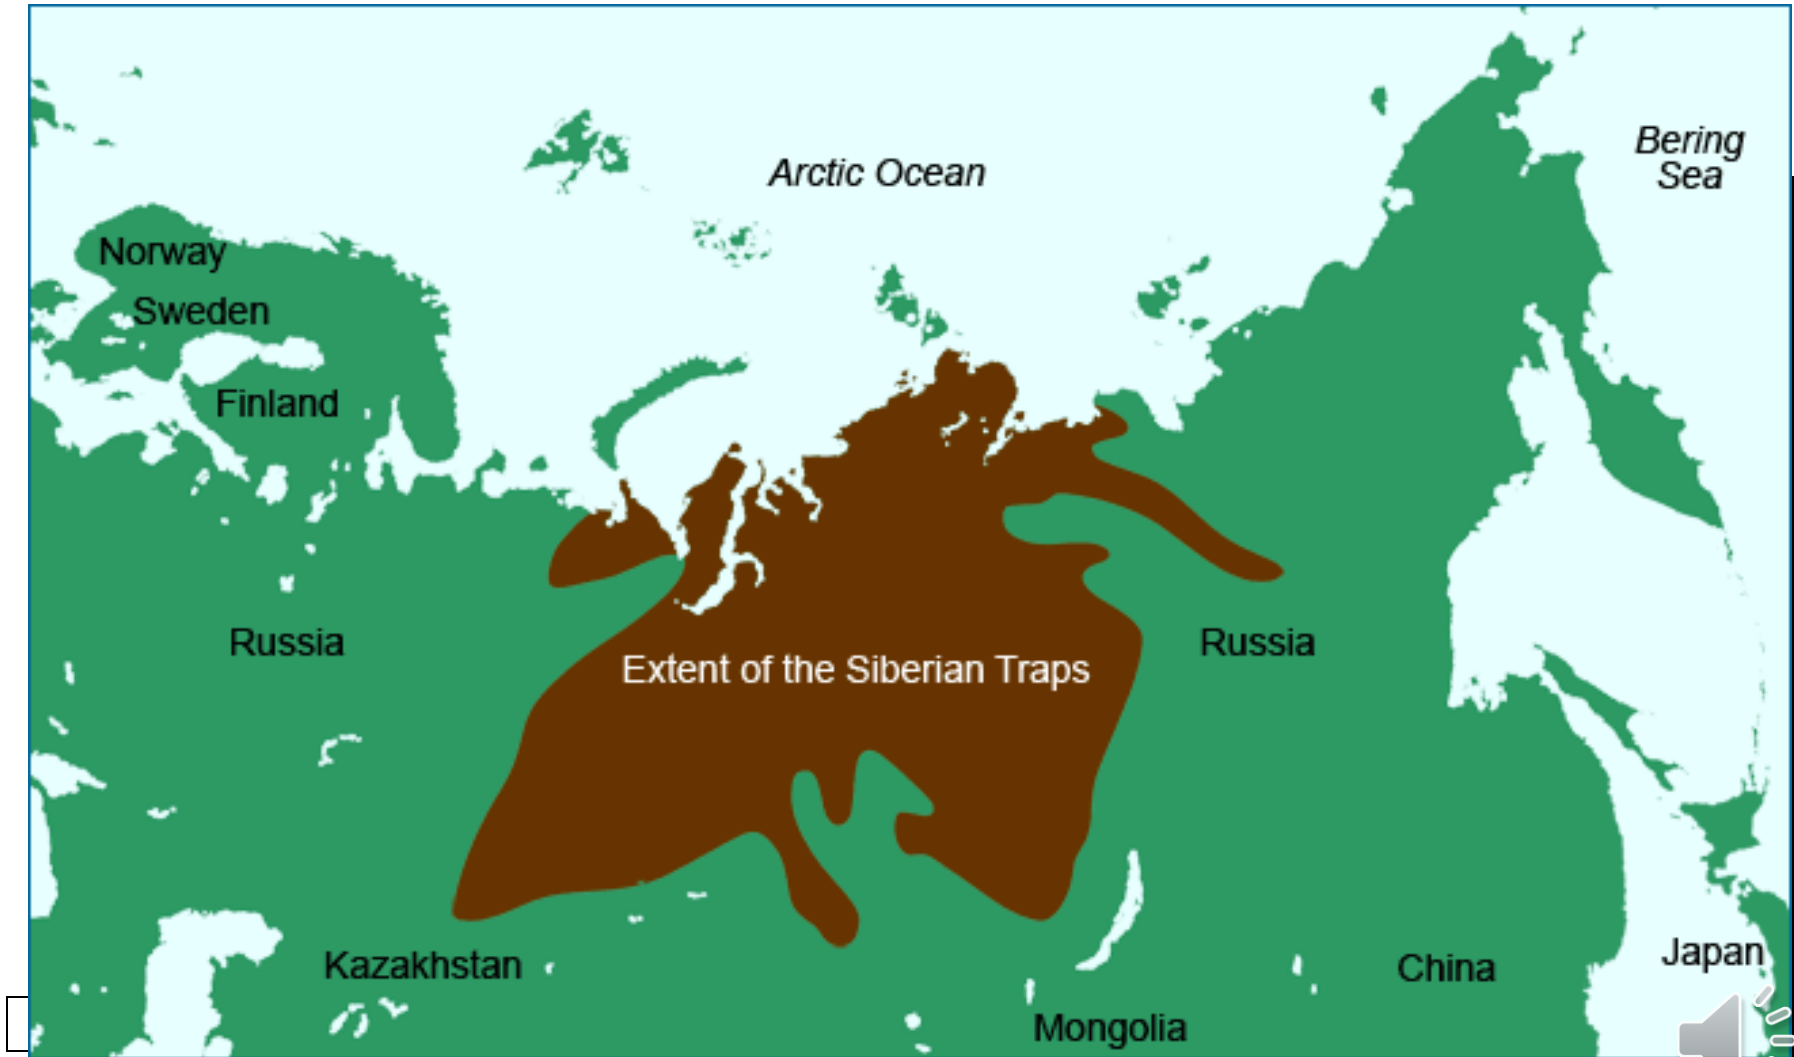 Arctic Ocean
Bering
Sea
Norway
Sweden
Finland
Russia
Russia
Extent of the Siberian Traps
Kazakhstan
China
Japan
Mongolia